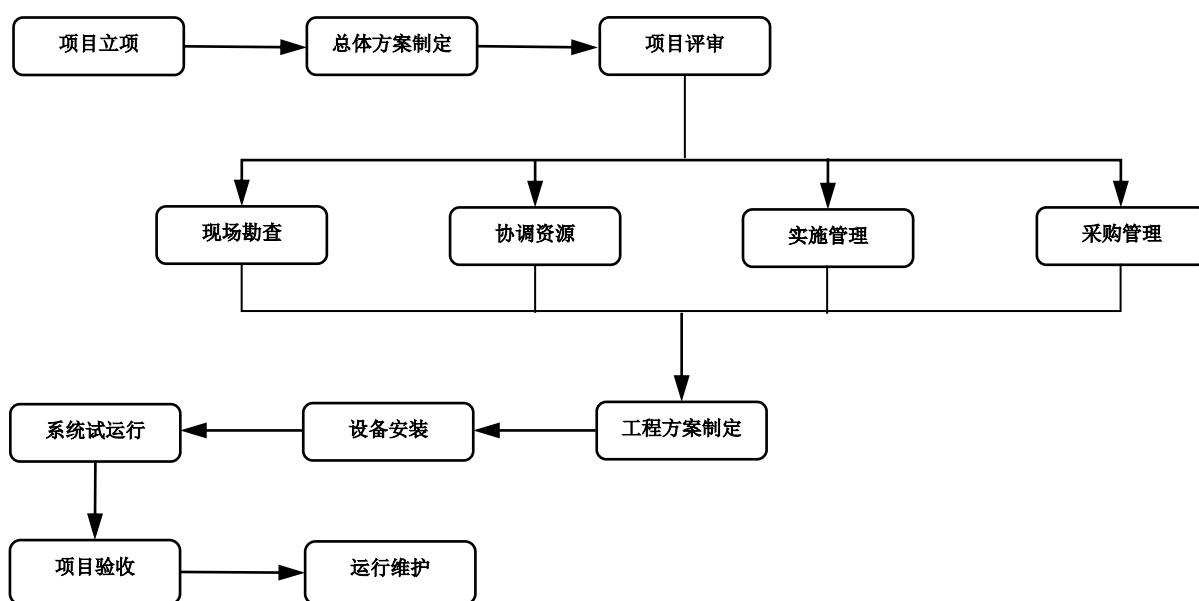 项目立项
总体方案制定
项目评审
现场勘查
协调资源
实施管理
采购管理
系统试运行
设备安装
工程方案制定
项目验收
运行维护